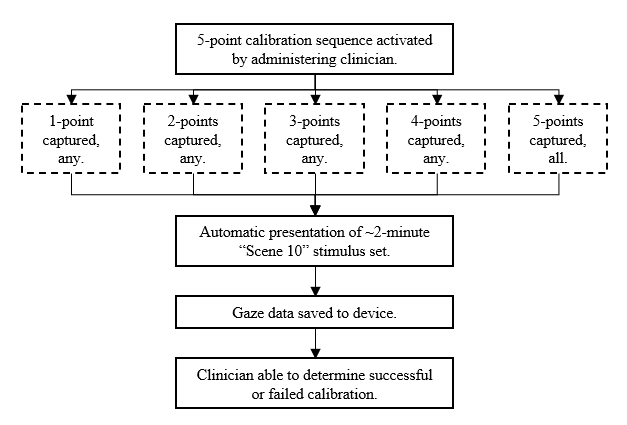 5-point calibration sequence activated
by administering clinician.
1-point
captured,
any.
2-points
captured,
any.
3-points
captured,
any.
4-points
captured,
any.
5-points
captured,
all.
Automatic presentation of ~2-minute
“Scene 10” stimulus set.
Gaze data saved to device.
Clinician able to determine successful
or failed calibration.